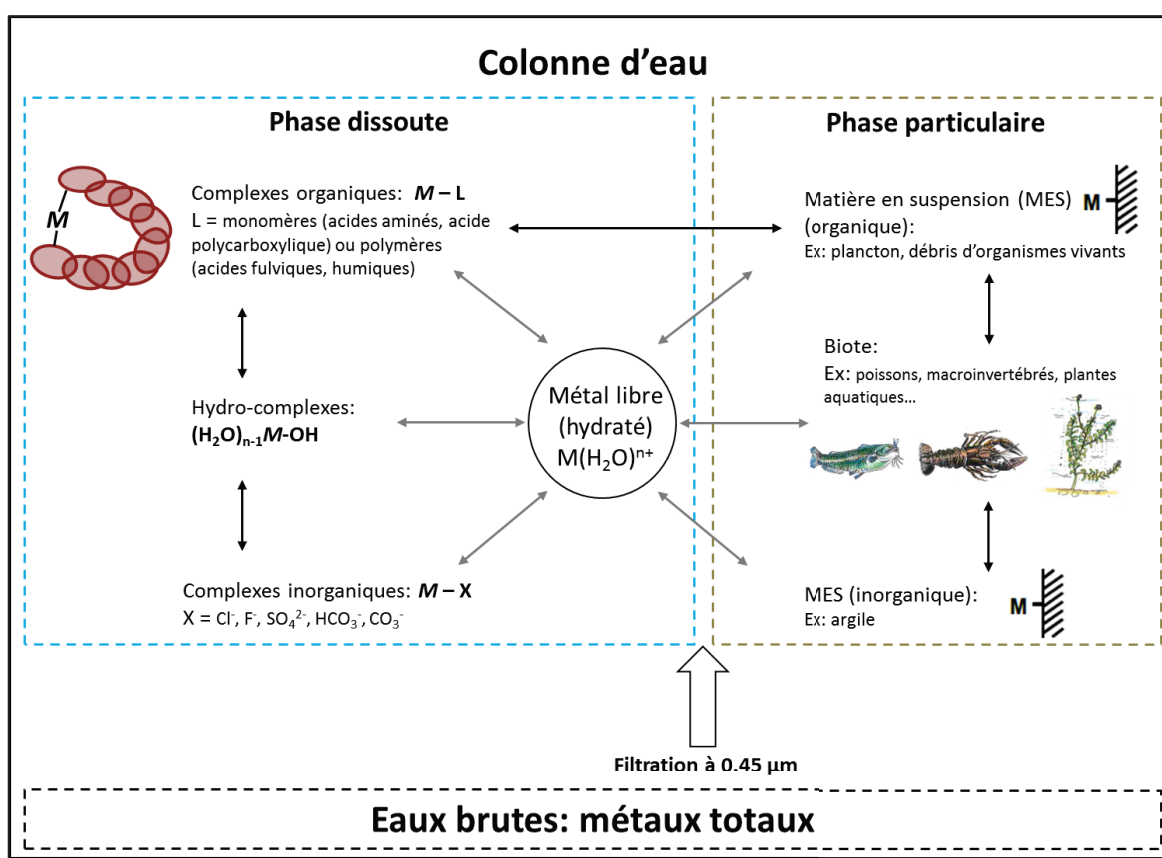 Colonne d'eau
Phase dissoute
Complexes organiques: M – L
L = monomères (acides aminés, acide
polycarboxylique) ou polymères
(acides fulviques, humiques)
M
Hydro-complexes:
(H₂O)ₙ₋₁M-OH
Complexes inorganiques: M – X
X = Cl⁻, F⁻, SO₄²⁻, HCO₃⁻, CO₃⁻
Métal libre
(hydraté)
M(H₂O)ⁿ⁺
Phase particulaire
Matière en suspension (MES)
(organique):
Ex: plancton, débris d'organismes vivants
M
Biote:
Ex: poissons, macroinvertébrés, plantes
aquatiques...
MES (inorganique):
Ex: argile
M
Filtration à 0.45 µm
Eaux brutes: métaux totaux